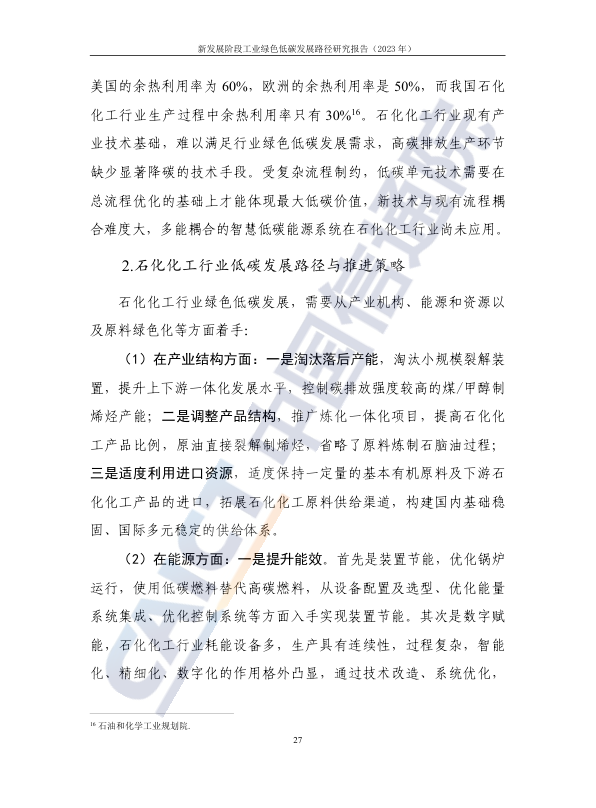 新发展阶段工业绿色低碳发展路径研究报告（2023 年）
美国的余热利用率为 60%，欧洲的余热利用率是 50%，而我国石化
化工行业生产过程中余热利用率只有 30%16。石化化工行业现有产
业技术基础，难以满足行业绿色低碳发展需求，高碳排放生产环节
缺少显著降碳的技术手段。受复杂流程制约，低碳单元技术需要在
总流程优化的基础上才能体现最大低碳价值，新技术与现有流程耦
合难度大，多能耦合的智慧低碳能源系统在石化化工行业尚未应用。
2.石化化工行业低碳发展路径与推进策略
石化化工行业绿色低碳发展，需要从产业机构、能源和资源以
及原料绿色化等方面着手：
（1）在产业结构方面：一是淘汰落后产能，淘汰小规模裂解装
置，提升上下游一体化发展水平，控制碳排放强度较高的煤/甲醇制
烯烃产能；二是调整产品结构，推广炼化一体化项目，提高石化化
工产品比例，原油直接裂解制烯烃，省略了原料炼制石脑油过程；
三是适度利用进口资源，适度保持一定量的基本有机原料及下游石
化化工产品的进口，拓展石化化工原料供给渠道，构建国内基础稳
固、国际多元稳定的供给体系。
（2）在能源方面：一是提升能效。首先是装置节能，优化锅炉
运行，使用低碳燃料替代高碳燃料，从设备配置及选型、优化能量
系统集成、优化控制系统等方面入手实现装置节能。其次是数字赋
能，石化化工行业耗能设备多，生产具有连续性，过程复杂，智能
化、精细化、数字化的作用格外凸显，通过技术改造、系统优化，
16 石油和化学工业规划院.
27
CAICT 中国信通院